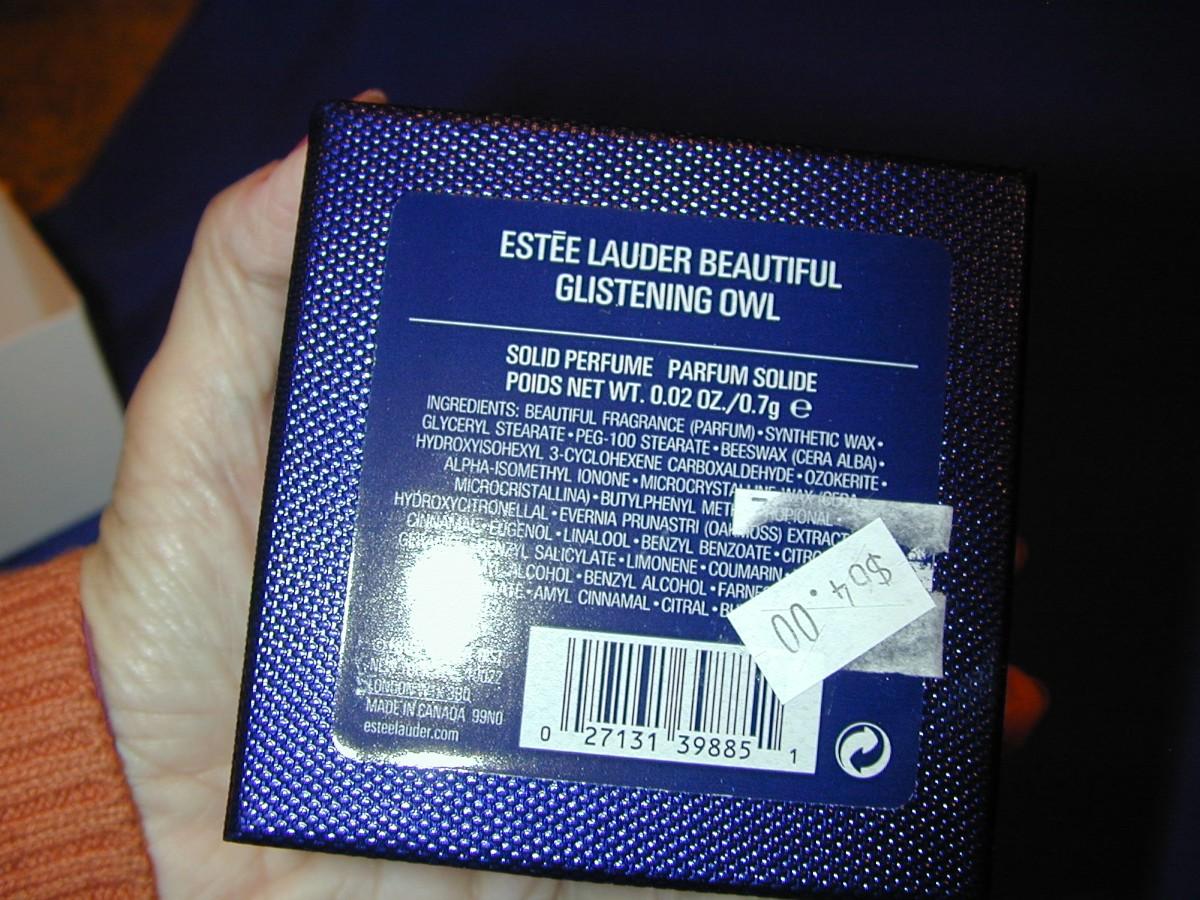 ESTĒE LAUDER BEAUTIFUL
GLISTENING OWL
SOLID PERFUME PARFUM SOLIDE
POIDS NET WT. 0.02 OZ./0.7g e
INGREDIENTS: BEAUTIFUL FRAGRANCE (PARFUM)•SYNTHETIC WAX•
GLYCERYL STEARATE•PEG-100 STEARATE•BEESWAX (CERA ALBA)•
HYDROXYISOHEXYL 3-CYCLOHEXENE CARBOXALDEHYDE•OZOKERITE•
ALPHA-ISOMETHYL IONONE•MICROCRYSTALLINE WAX (CERA
MICROCRISTALLINA)•BUTYLPHENYL
HYDROXYCITRONELLAL•EVERNIA PRUNASTRI (OAKMOSS) EXTRACT
CINNAMAL•EUGENOL•LINALOOL•BENZYL BENZOATE•
BENZYL SALICYLATE•LIMONENE•COUMARIN•
ALCOHOL•BENZYL ALCOHOL•
•AMYL CINNAMAL•CITRAL•
$64.00
LONDON
MADE IN CANADA 99N0
esteelauder.com
0 27131 39885 1